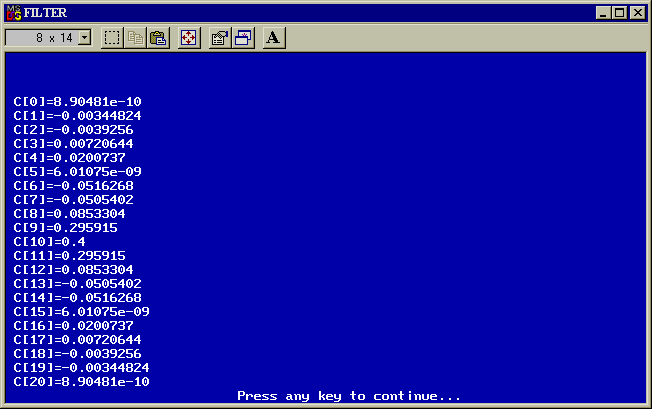 MS
DOS
FILTER
8 x 14
A
C[0]=8.90481e-10
C[1]=-0.00344824
C[2]=-0.0039256
C[3]=0.00720644
C[4]=0.0200737
C[5]=6.01075e-09
C[6]=-0.0516268
C[7]=-0.0505402
C[8]=0.0853304
C[9]=0.295915
C[10]=0.4
C[11]=0.295915
C[12]=0.0853304
C[13]=-0.0505402
C[14]=-0.0516268
C[15]=6.01075e-09
C[16]=0.0200737
C[17]=0.00720644
C[18]=-0.0039256
C[19]=-0.00344824
C[20]=8.90481e-10
Press any key to continue...